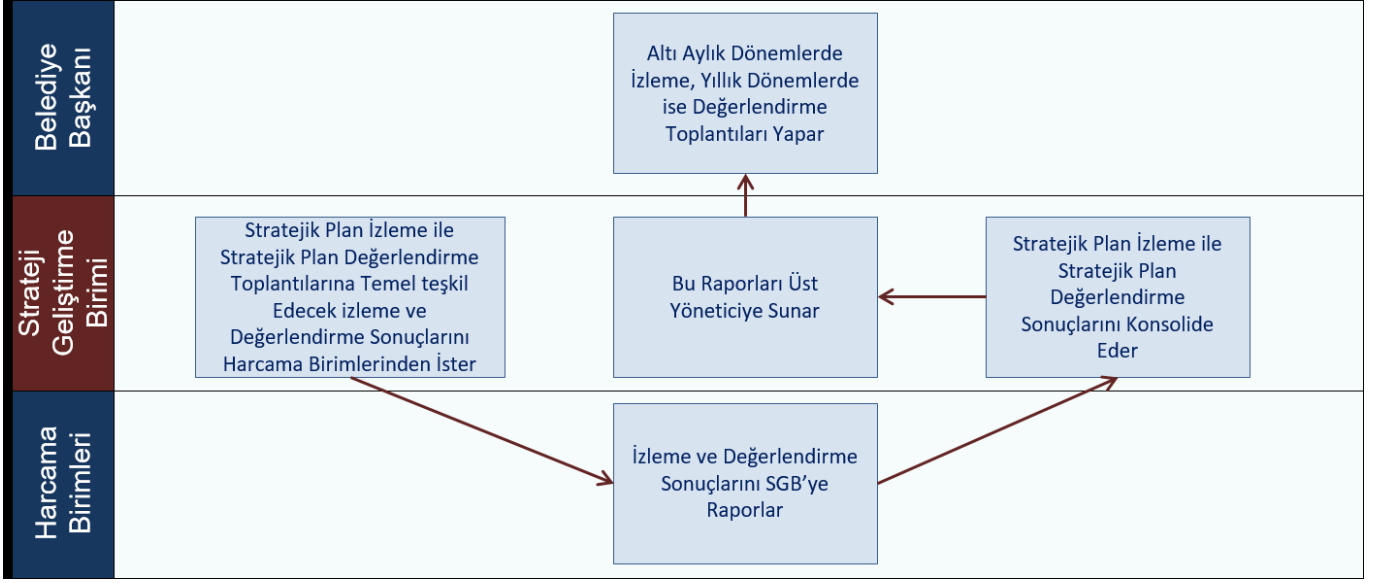 Belediye
Başkanı
Altı Aylık Dönemlerde
İzleme, Yıllık Dönemlerde
ise Değerlendirme
Toplantıları Yapar
Strateji
Geliştirme
Birimi
Stratejik Plan İzleme ile
Stratejik Plan Değerlendirme
Toplantılarına Temel teşkil
Edecek izleme ve
Değerlendirme Sonuçlarını
Harcama Birimlerinden İster
Bu Raporları Üst
Yöneticiye Sunar
Stratejik Plan İzleme ile
Stratejik Plan
Değerlendirme
Sonuçlarını Konsolide
Eder
Harcama
Birimleri
İzleme ve Değerlendirme
Sonuçlarını SGB’ye
Raporlar